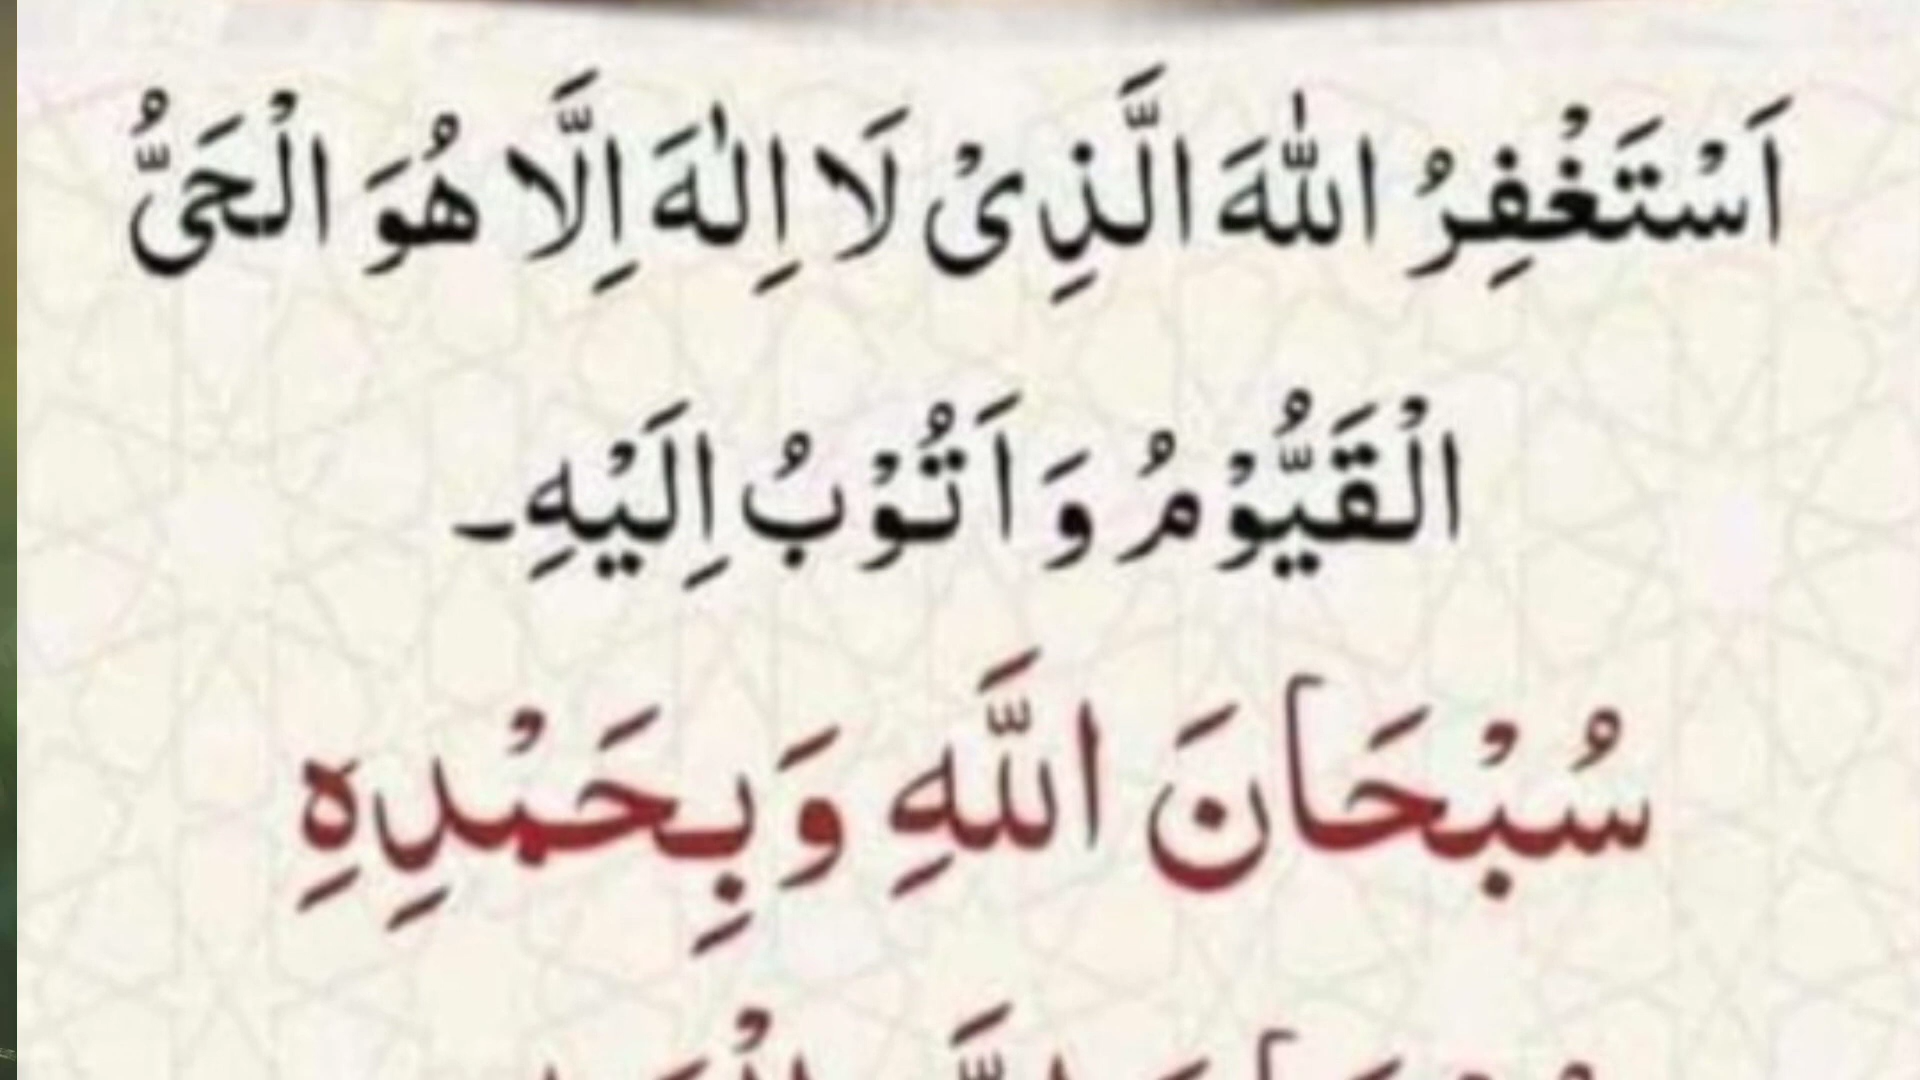 اَسْتَغْفِرُ اللّٰهَ الَّذِىْ لَا اِلٰهَ اِلَّا هُوَ الْحَىُّ
الْقَيُّوْمُ وَ اَتُوْبُ اِلَيْهِ۔
سُبْحَانَ اللَّهِ وَبِحَمْدِهِ